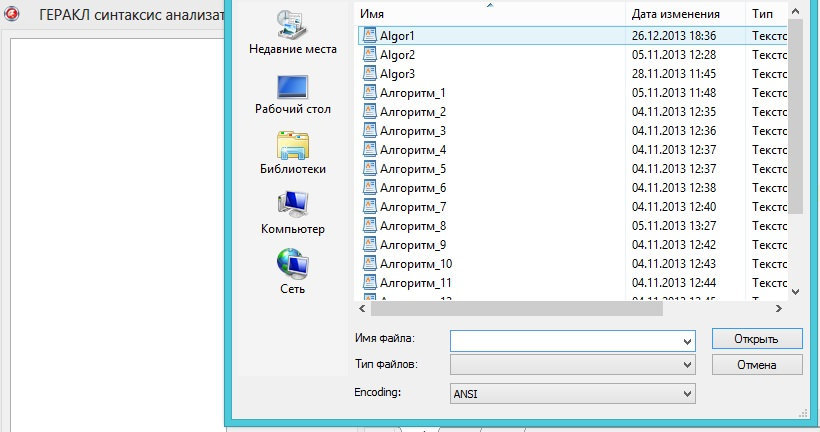 ГЕРАКЛ синтаксис анализат
Недавние места
Рабочий стол
Библиотеки
Компьютер
Сеть
Имя Дата изменения Тип
Algor1 26.12.2013 18:36 Тексто
Algor2 05.11.2013 12:28 Тексто
Algor3 28.11.2013 11:45 Тексто
Алгоритм_1 05.11.2013 11:48 Тексто
Алгоритм_2 04.11.2013 12:35 Тексто
Алгоритм_3 04.11.2013 12:36 Тексто
Алгоритм_4 04.11.2013 12:37 Тексто
Алгоритм_5 04.11.2013 12:37 Тексто
Алгоритм_6 04.11.2013 12:38 Тексто
Алгоритм_7 04.11.2013 12:40 Тексто
Алгоритм_8 05.11.2013 13:27 Тексто
Алгоритм_9 04.11.2013 12:42 Тексто
Алгоритм_10 04.11.2013 12:43 Тексто
Алгоритм_11 04.11.2013 12:44 Тексто
Имя файла: Открыть
Тип файлов: Отмена
Encoding: ANSI